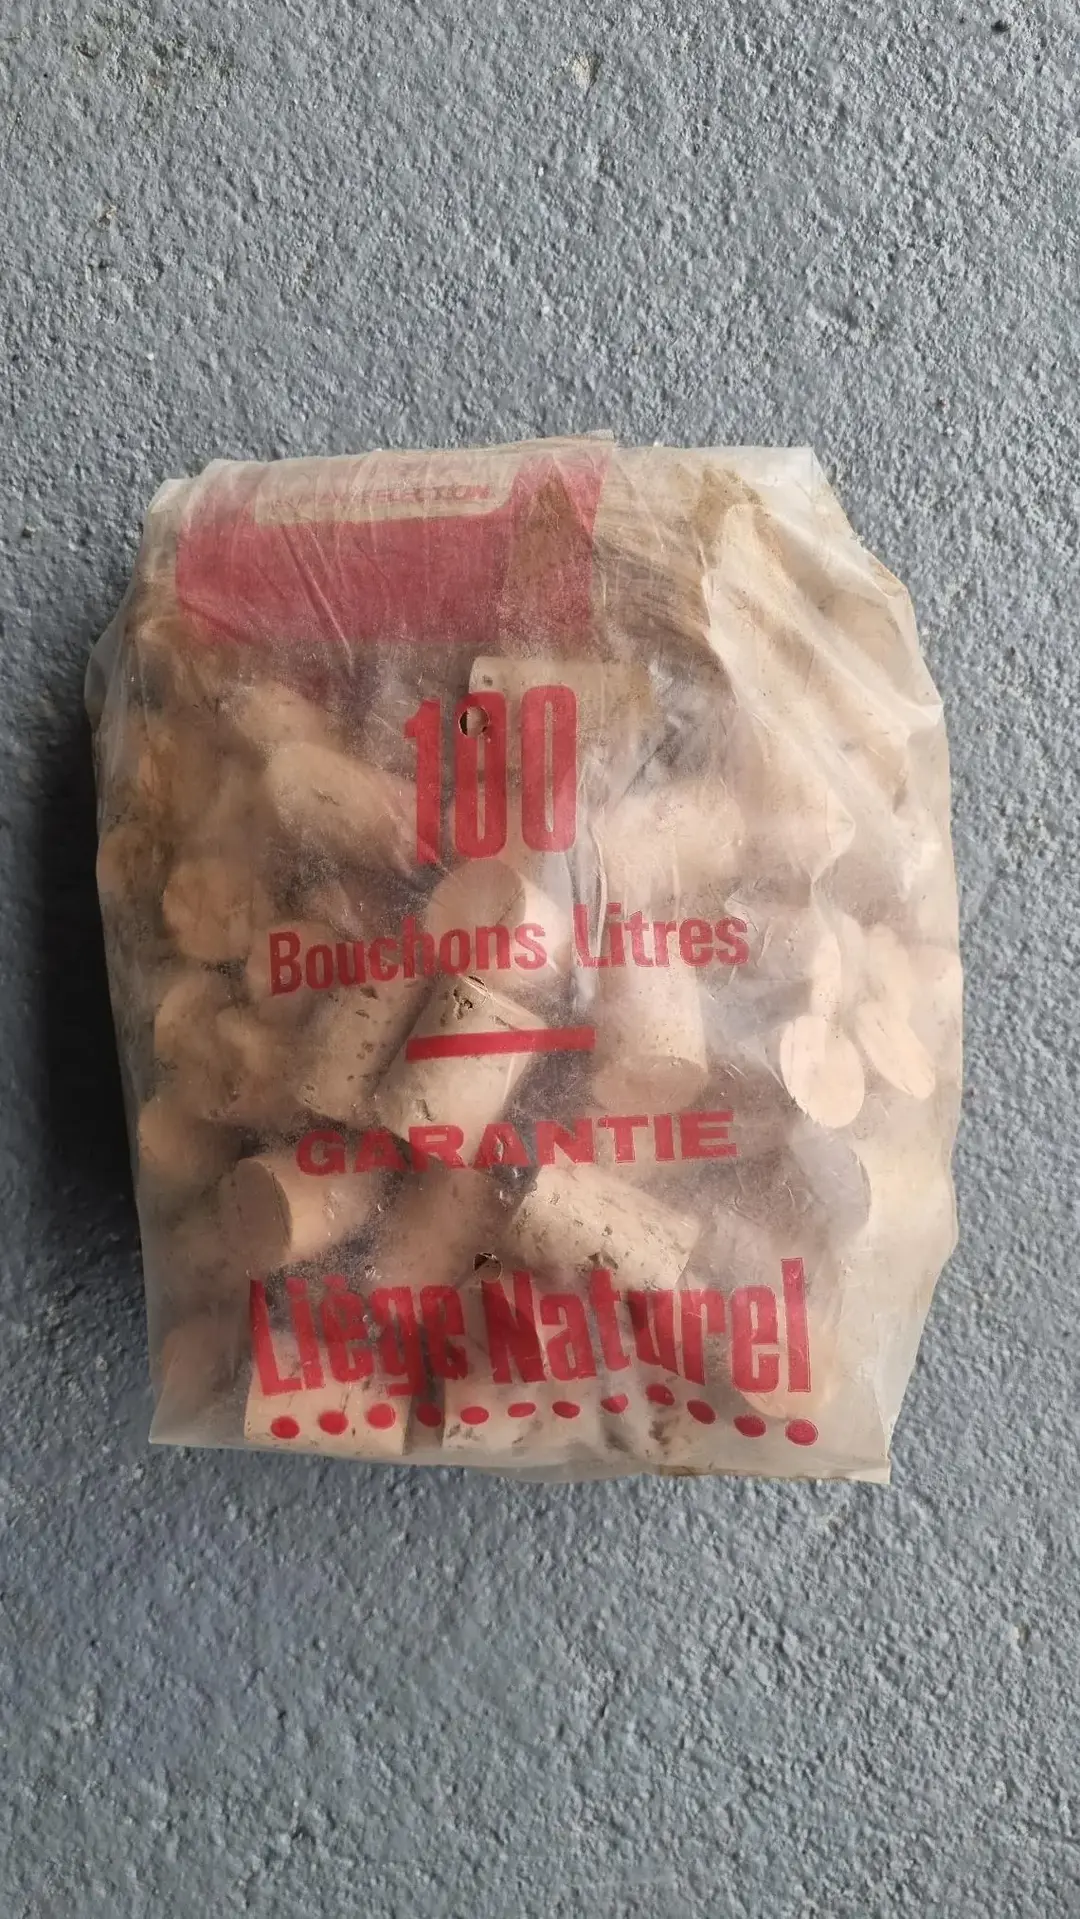 100
Bouchons Litres
GARANTIE
Liège Naturel